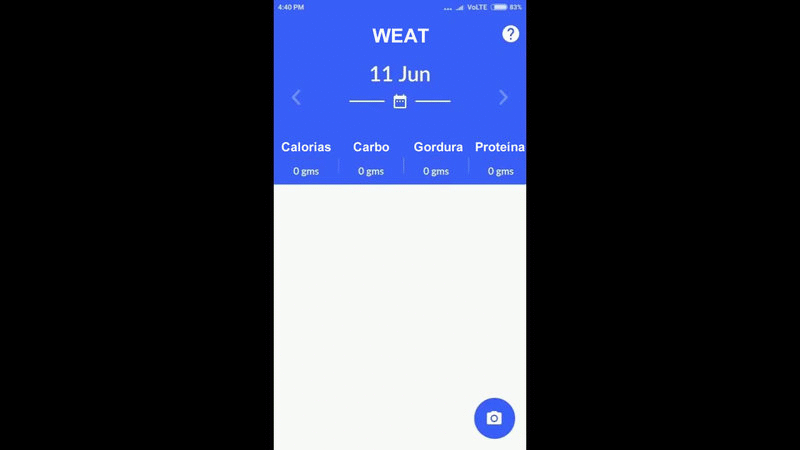 4:40 PM ... VoLTE 83%
WEAT
11 Jun
Calorias Carbo Gordura Proteína
0 gms 0 gms 0 gms 0 gms